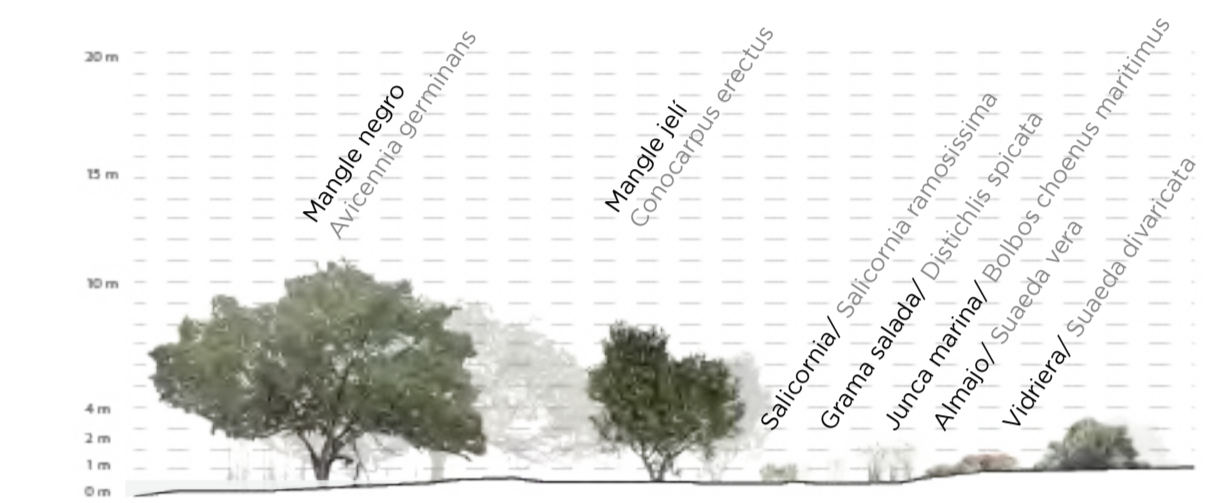 20 m
15 m
10 m
4 m
2 m
1 m
0 m
Mangle negro
Avicennia germinans
Mangle jelí
Conocarpus erectus
Salicornia/ Salicornia ramosissima
Grama salada/ Distichlis spicata
Junca marina/ Bolbos choenus maritimus
Almajo/ Suaeda vera
Vidriera/ Suaeda divaricata